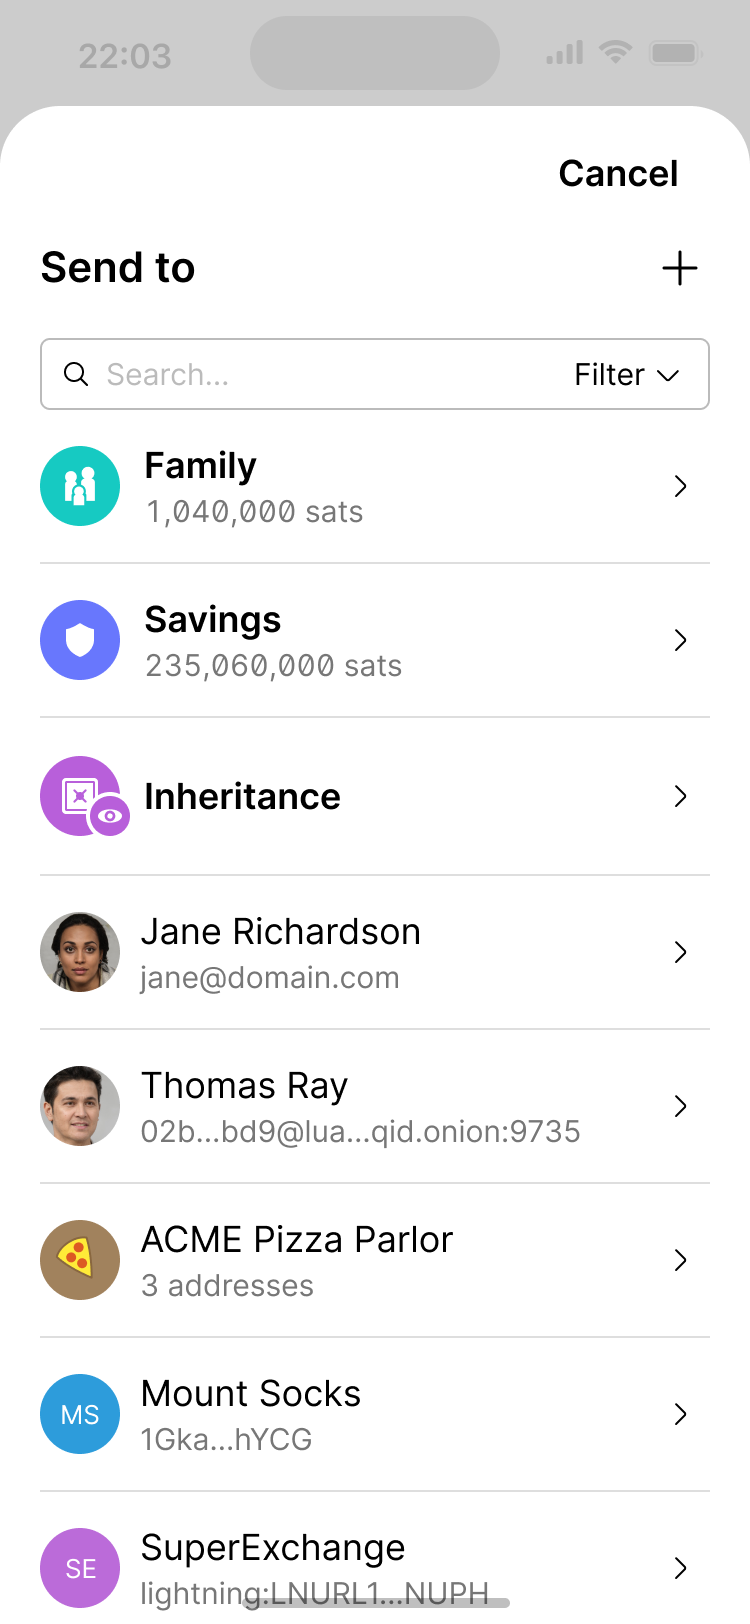 22:03
Cancel
Send to
Search...
Filter
Family
1,040,000 sats
Savings
235,060,000 sats
Inheritance
Jane Richardson
jane@domain.com
Thomas Ray
02b...bd9@lua...qid.onion:9735
ACME Pizza Parlor
3 addresses
MS
Mount Socks
1Gka...hYCG
SE
SuperExchange
lightning:LNURL1...NUPH